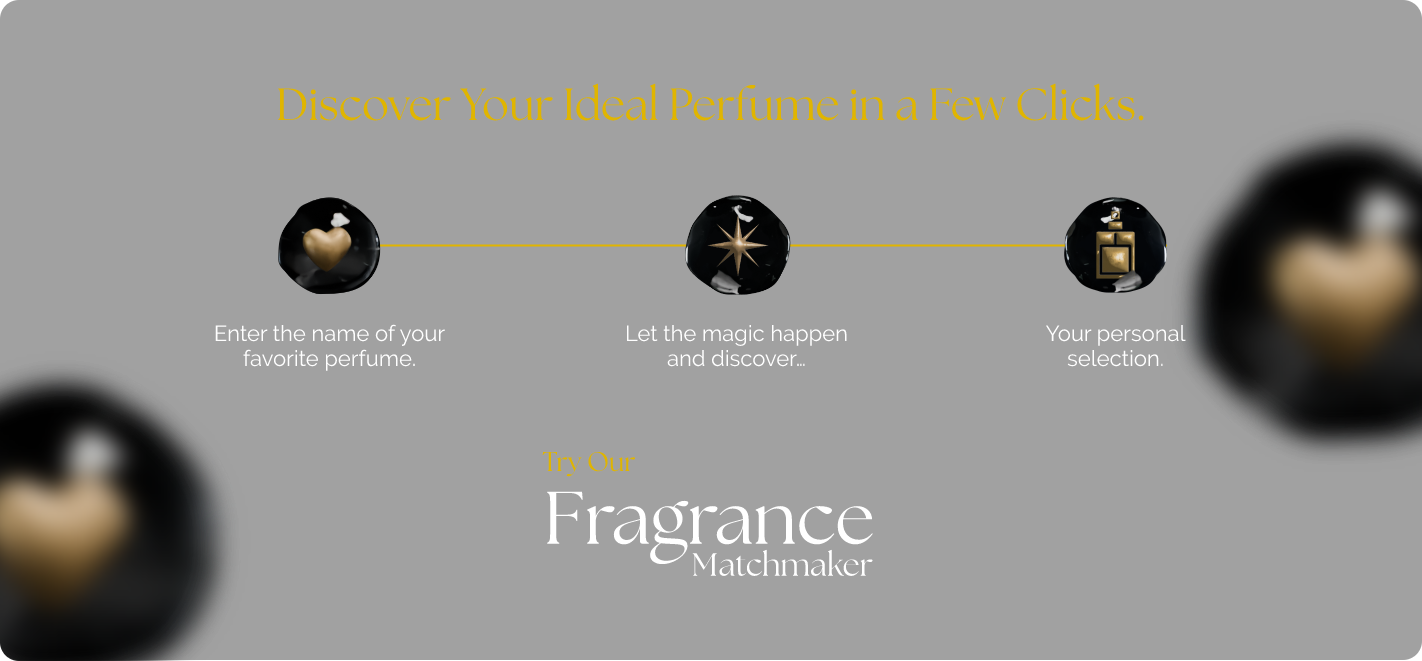 Discover Your Ideal Perfume in a Few Clicks.
Enter the name of your
favorite perfume.
Let the magic happen
and discover...
Your personal
selection.
Try Our
Fragrance
Matchmaker